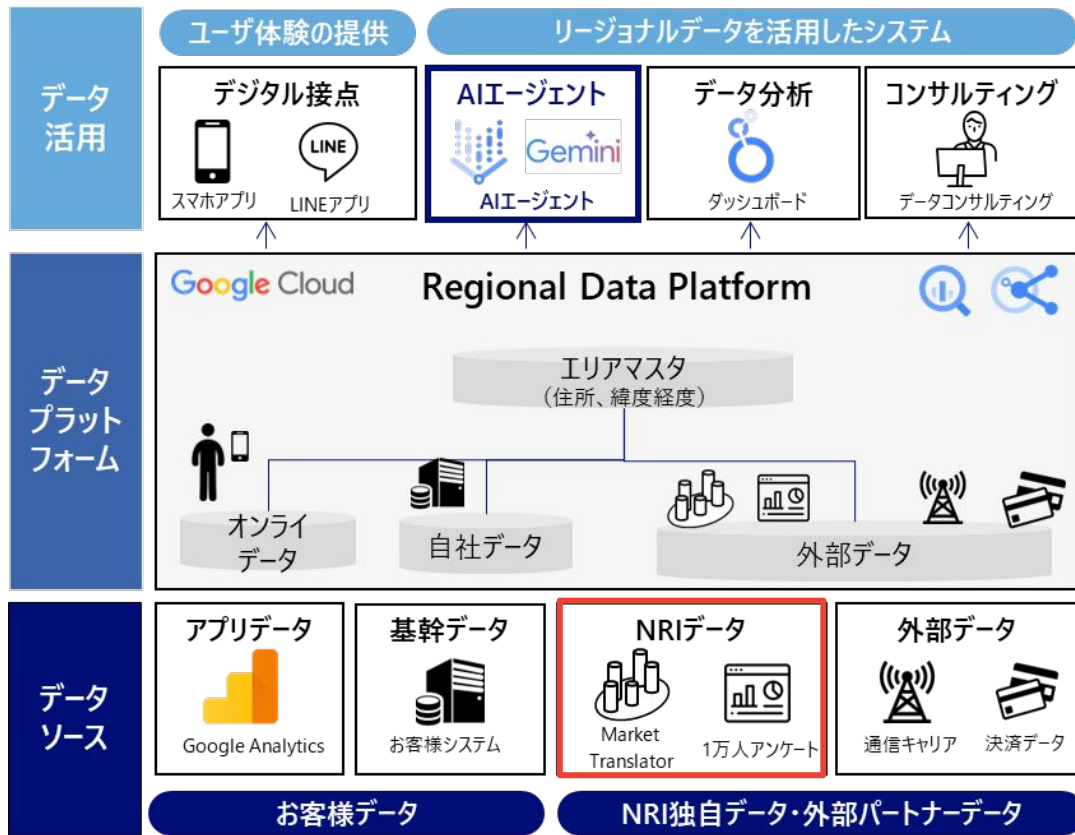 ユーザ体験の提供
リージョナルデータを活用したシステム
データ
活用
デジタル接点
LINE
スマホアプリ
LINEアプリ
AIエージェント
Gemini
AIエージェント
データ分析
ダッシュボード
コンサルティング
データコンサルティング
データ
プラット
フォーム
Google Cloud
Regional Data Platform
エリアマスタ
（住所、緯度経度）
オンライ
データ
自社データ
外部データ
データ
ソース
アプリデータ
Google Analytics
基幹データ
お客様システム
NRIデータ
Market
Translator
1万人アンケート
外部データ
通信キャリア
決済データ
お客様データ
NRI独自データ・外部パートナーデータ